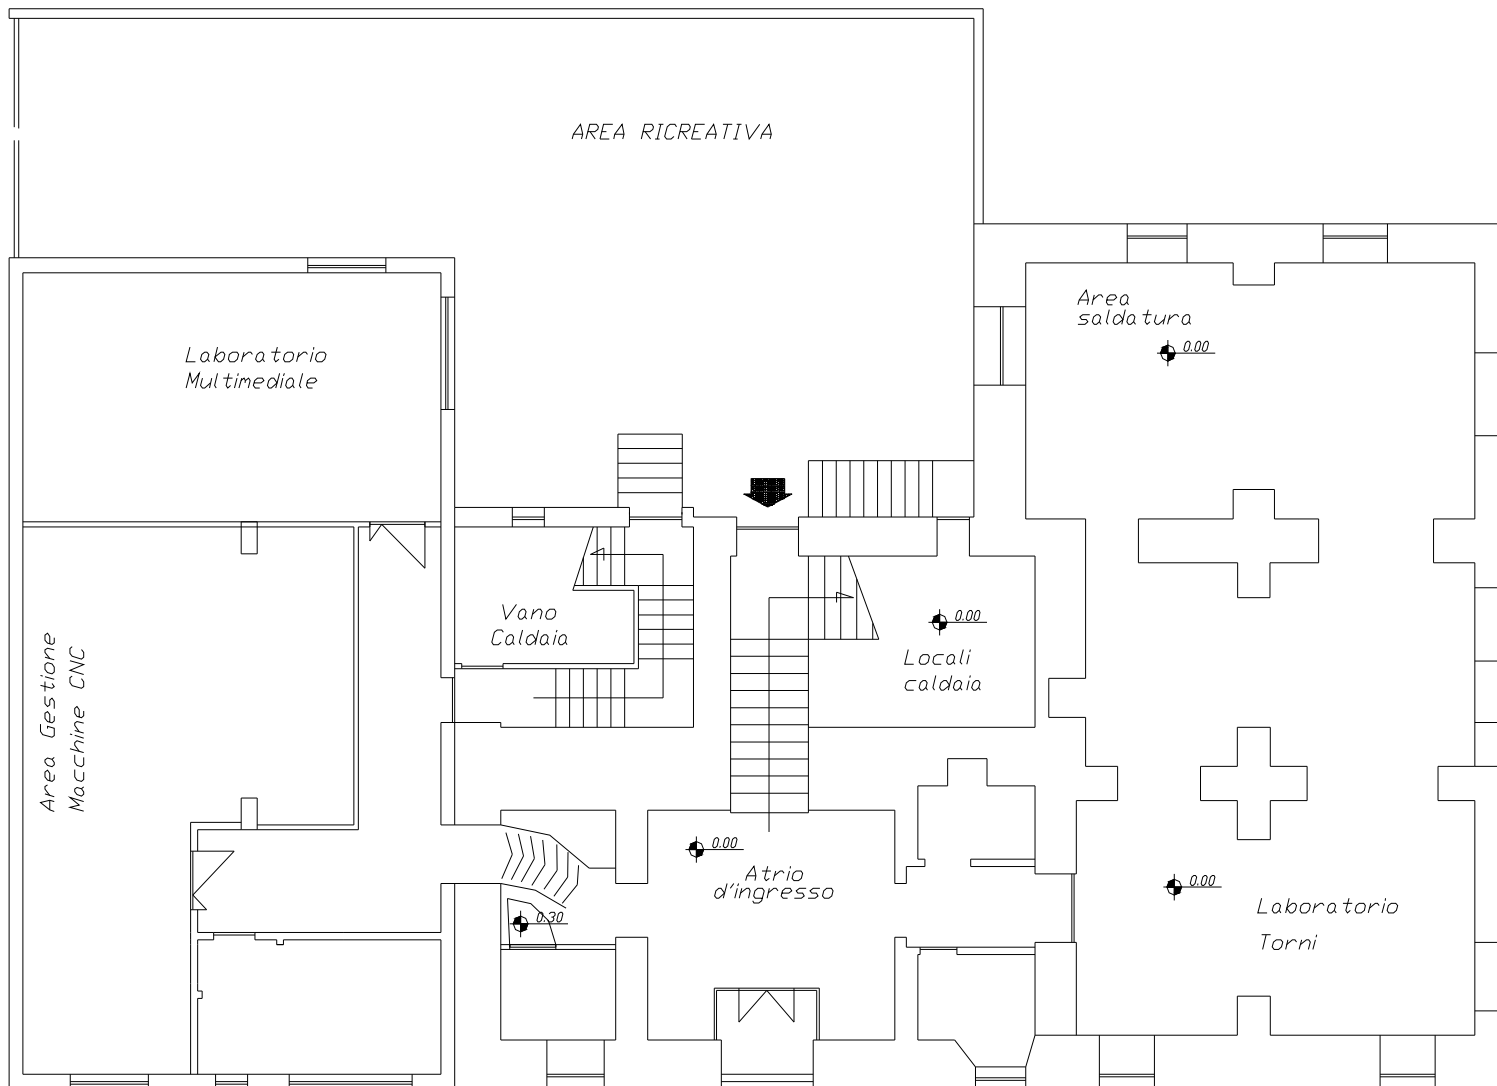 AREA RICREATIVA
Area
saldatura
0.00
Laboratorio
Multimediale
Vano
Caldaia
0.00
Locali
caldaia
Area Gestione
Macchine CNC
0.00
Atrio
d'ingresso
0.00
0.30
Laboratorio
Torni